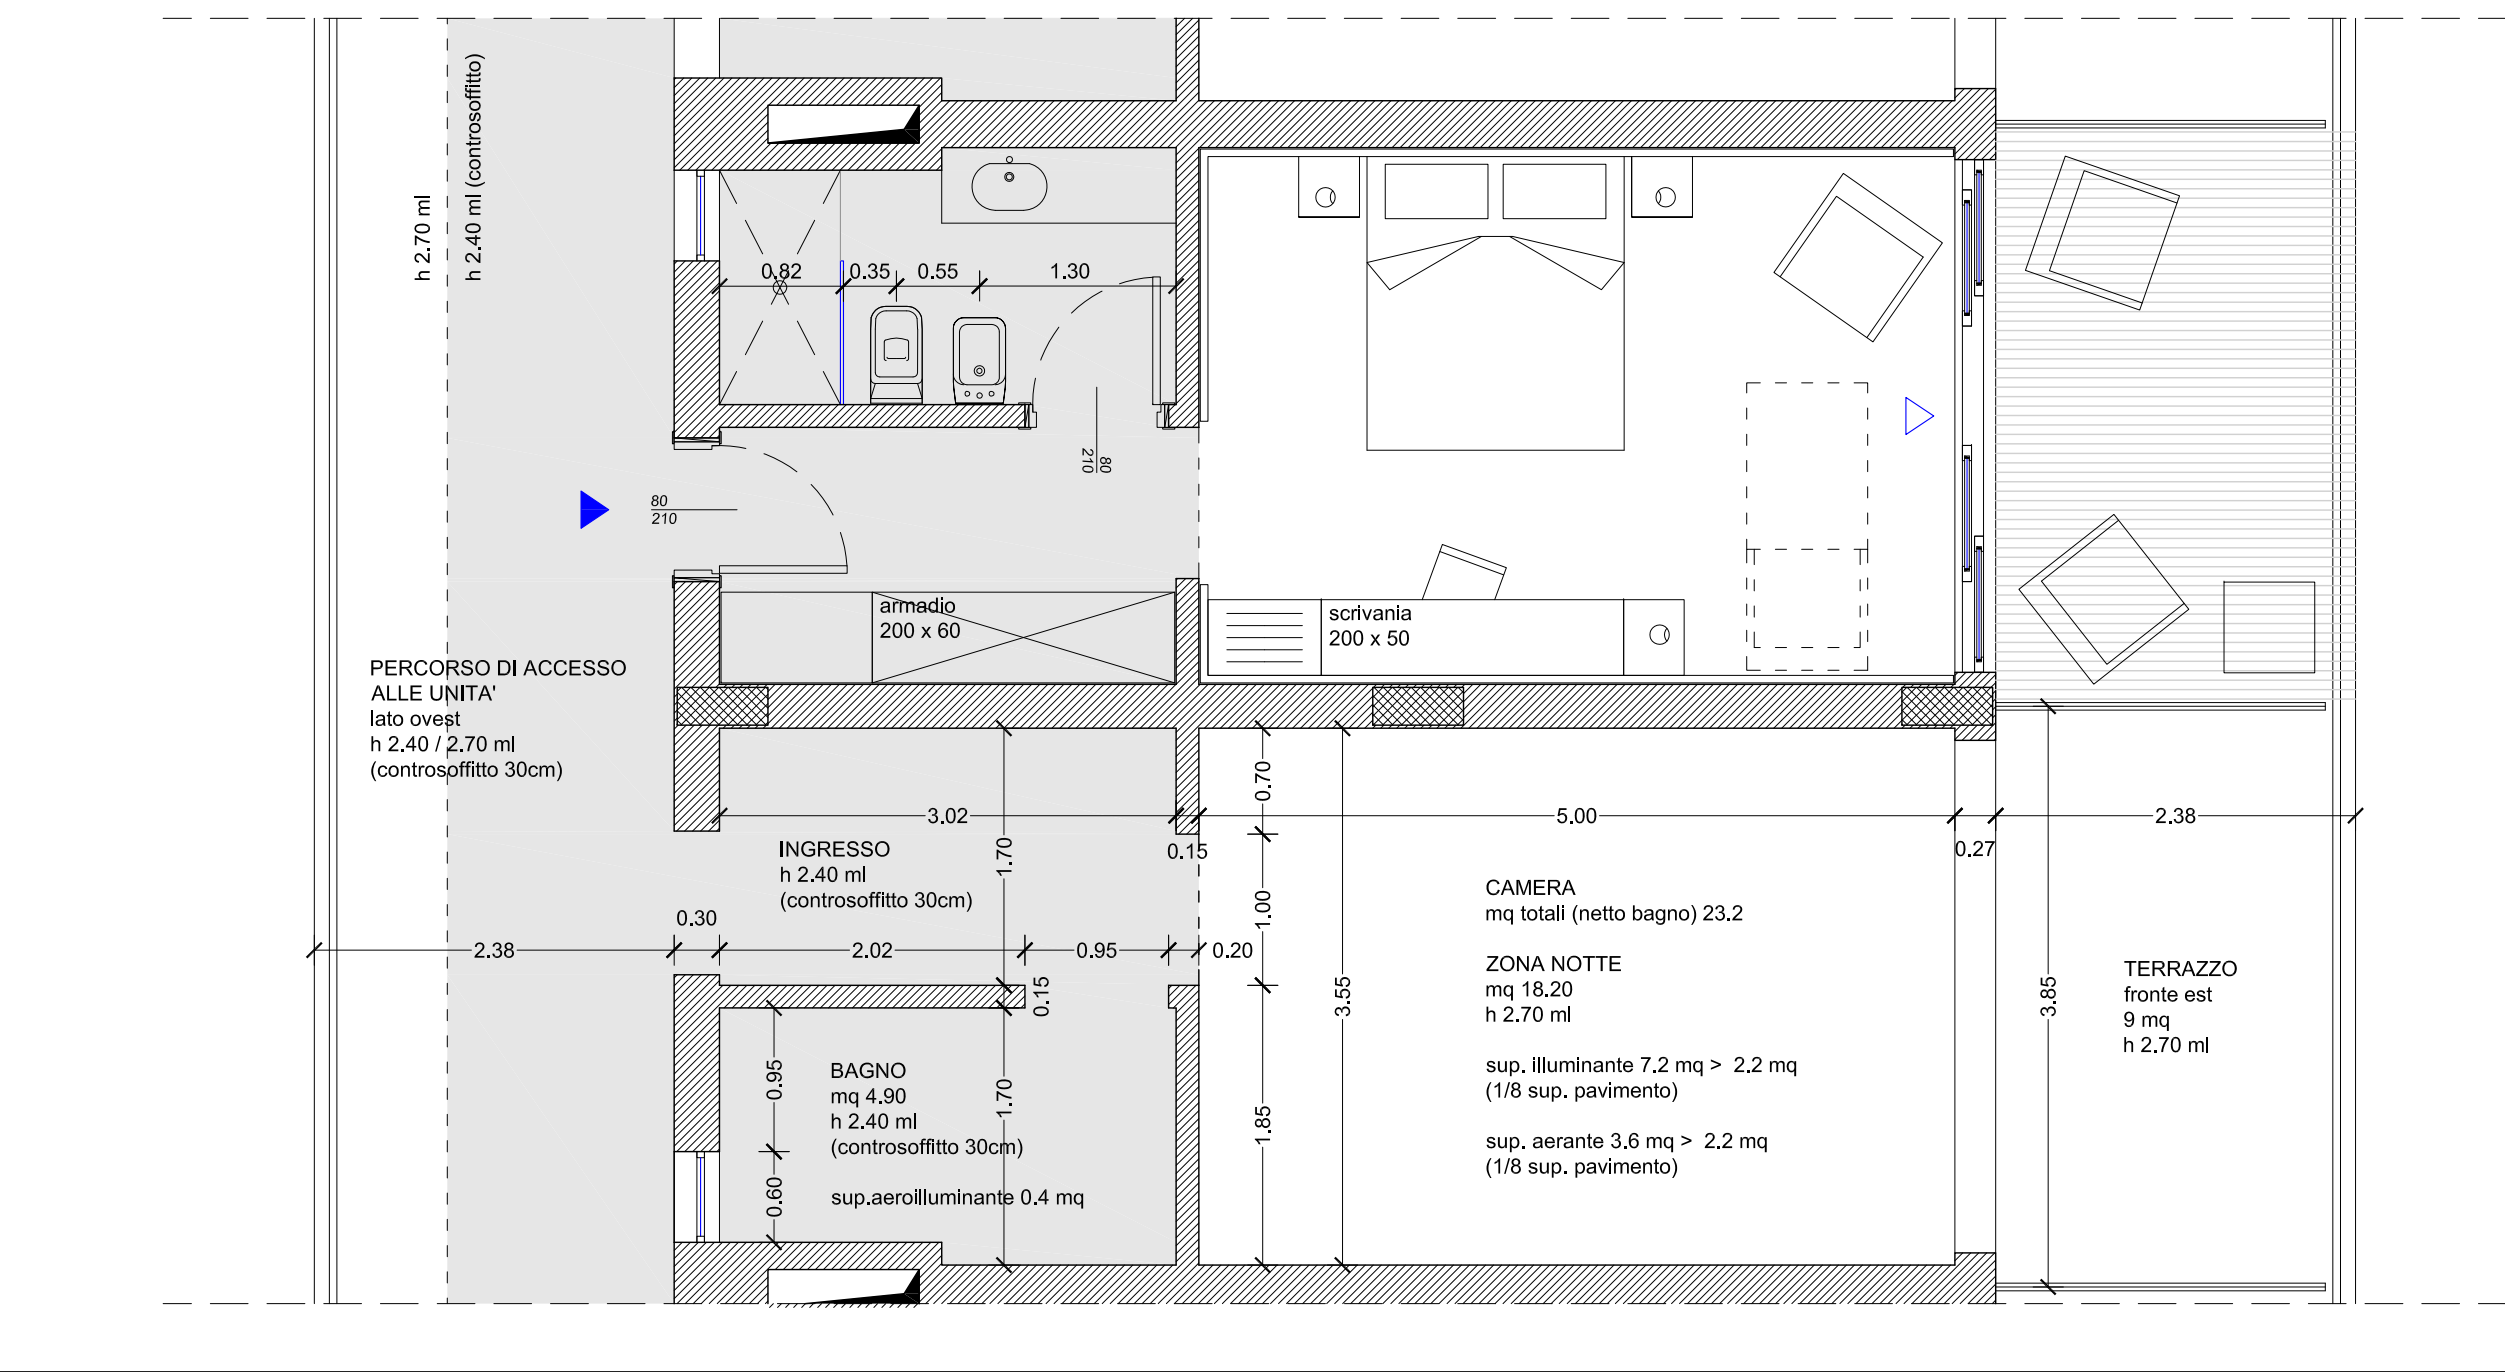 h 2.70 ml
h 2.40 ml (controsoffitto)
0.82
0.35
0.55
1.30
80
210
80
210
armadio
200 x 60
scrivania
200 x 50
PERCORSO DI ACCESSO
ALLE UNITA'
lato ovest
h 2.40 / 2.70 ml
(controsoffitto 30cm)
0.70
3.02
5.00
2.38
1.70
0.15
0.27
INGRESSO
h 2.40 ml
(controsoffitto 30cm)
1.00
CAMERA
mq totali (netto bagno) 23.2
0.30
2.38
2.02
0.95
0.20
ZONA NOTTE
mq 18.20
h 2.70 ml
0.15
3.55
3.85
TERRAZZO
fronte est
9 mq
h 2.70 ml
sup. illuminante 7.2 mq > 2.2 mq
(1/8 sup. pavimento)
0.95
BAGNO
mq 4.90
h 2.40 ml
(controsoffitto 30cm)
1.70
1.85
sup. aerante 3.6 mq > 2.2 mq
(1/8 sup. pavimento)
0.60
sup.aeroilluminante 0.4 mq